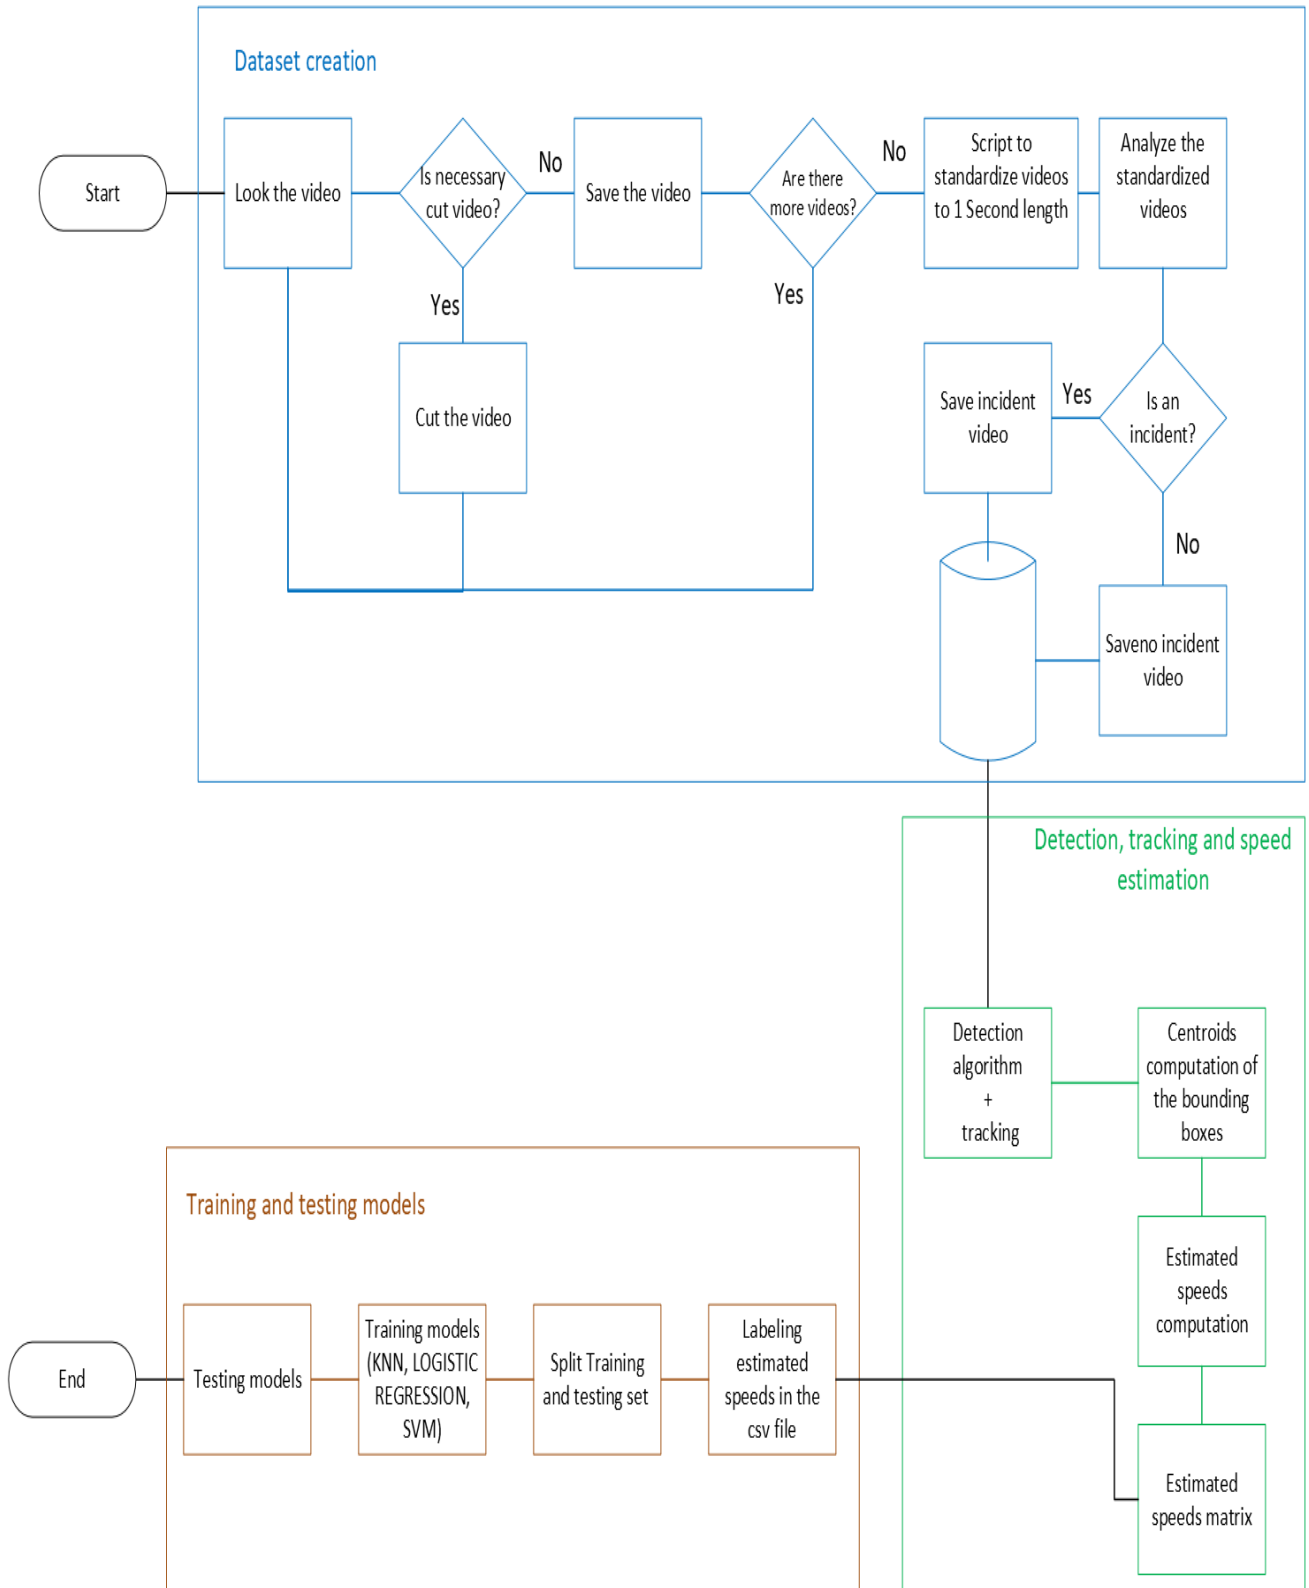 Dataset creation
Start
Look the video
Is necessary
cut video?
No
Yes
Cut the video
Save the video
Are there
more videos?
No
Yes
Script to
standardize videos
to 1 Second length
Analyze the
standardized
videos
Is an
incident?
Yes
Save incident
video
No
Saveno incident
video
Detection, tracking and speed
estimation
Detection
algorithm
+
tracking
Centroids
computation of
the bounding
boxes
Estimated
speeds
computation
Estimated
speeds matrix
Training and testing models
Labeling
estimated
speeds in the
csv file
Split Training
and testing set
Training models
(KNN, LOGISTIC
REGRESSION,
SVM)
Testing models
End